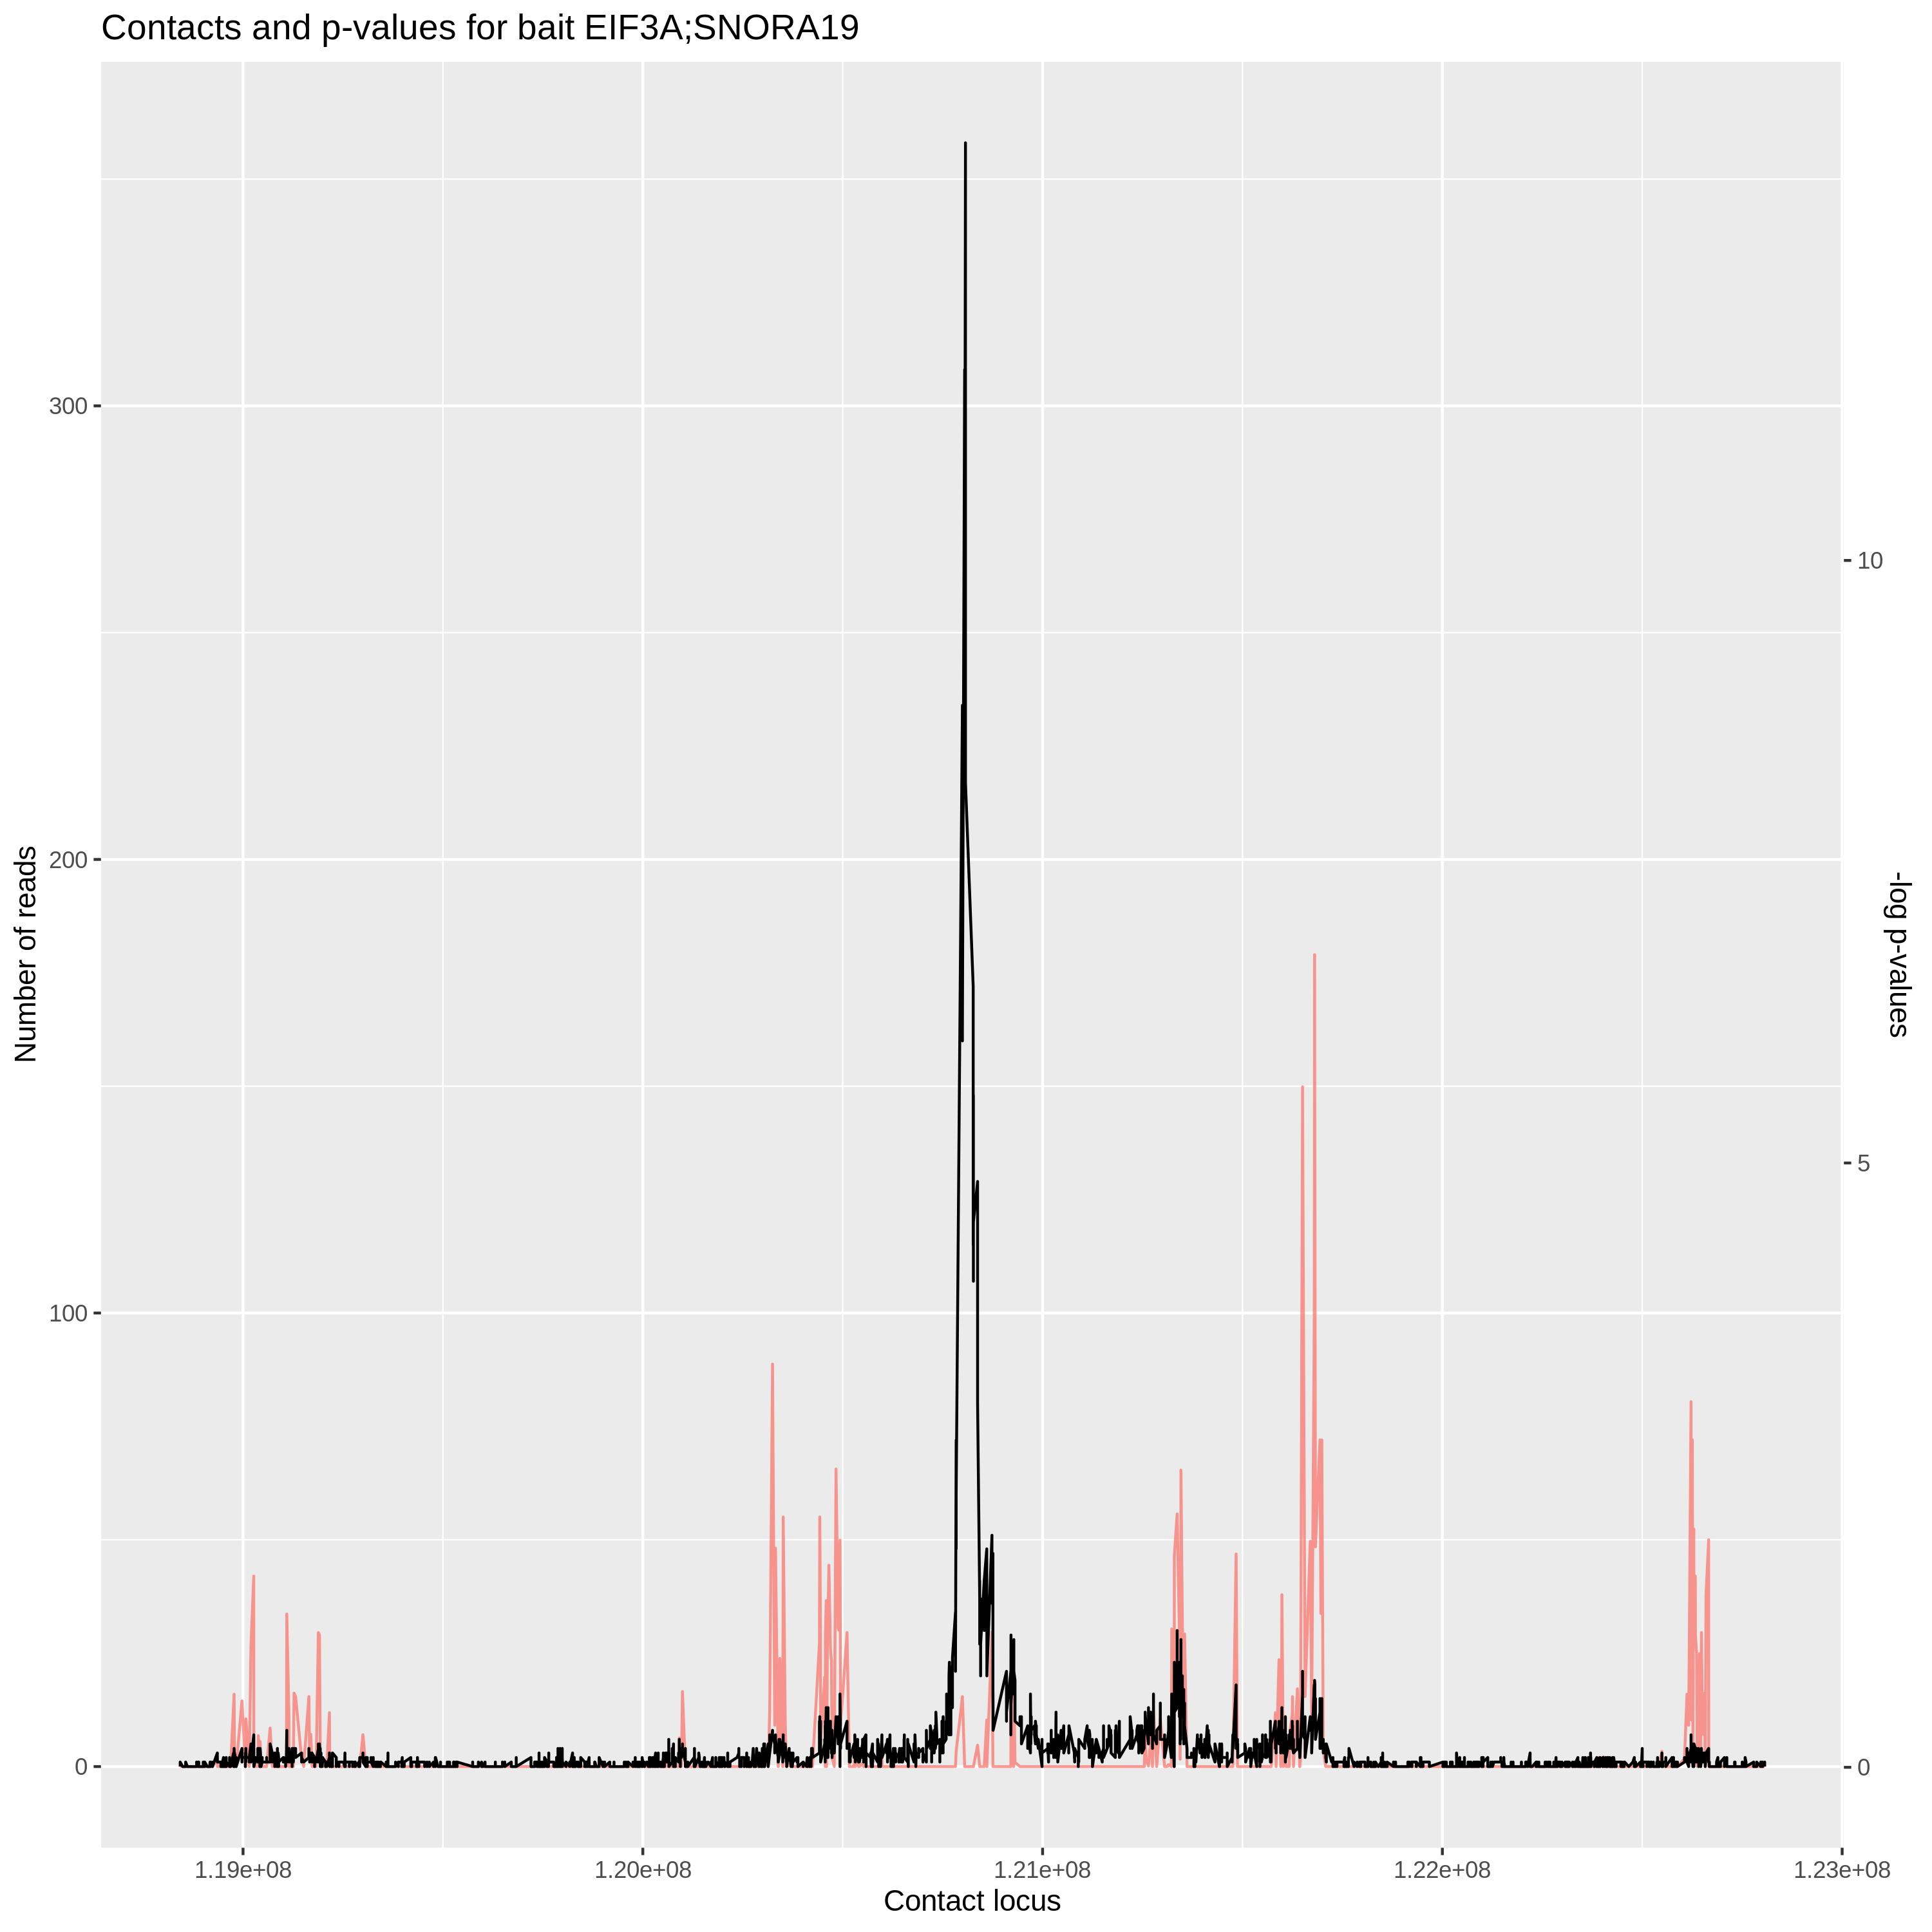 Contacts and p-values for bait EIF3A;SNORA19
Number of reads
300
200
100
0
10
5
0
-log p-values
1.19e+08
1.20e+08
1.21e+08
1.22e+08
1.23e+08
Contact locus